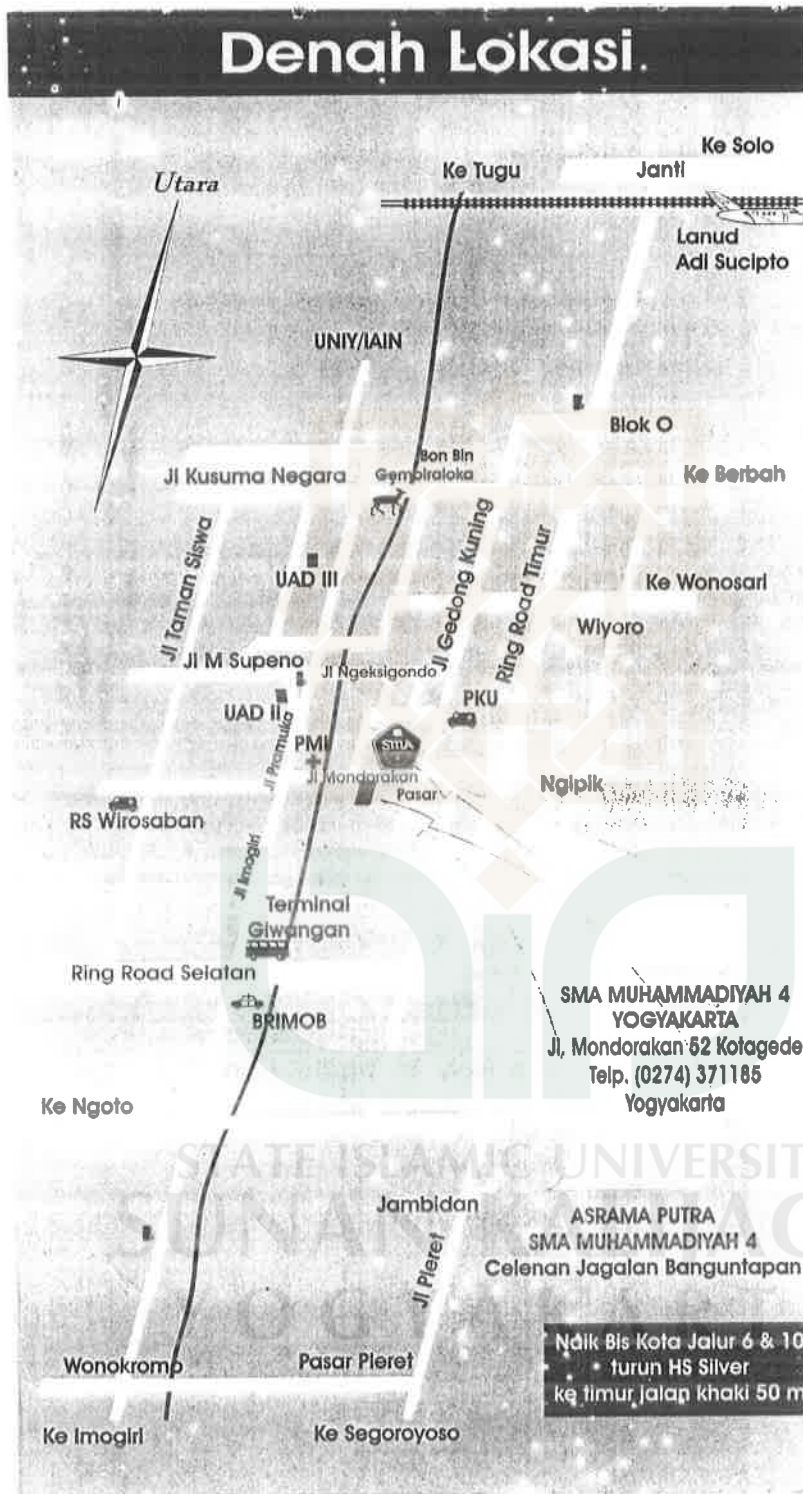 Denah Lokasi
Ke Solo
Ke Tugu
Janti
Utara
Lanud
Adi Sucipto
UNIY/IAIN
Blok O
Bon Bin
Gembiraloka
Jl Kusuma Negara
Ke Berbah
Jl Taman Siswa
UAD III
Jl Gedong Kuning
Ring Road Timur
Ke Wonosari
Wiyoro
Jl M Supeno
Jl Ngeksigondo
UAD II
Jl Pramuka
PKU
PMI
SMA
Jl Mondorakan
Pasar
Ngipik
RS Wirosaban
Jl Imogiri
Terminal
Giwangan
Ring Road Selatan
BRIMOB
SMA MUHAMMADIYAH 4
YOGYAKARTA
Jl, Mondorakan 52 Kotagede
Telp. (0274) 371185
Yogyakarta
Ke Ngoto
STATE ISLAMIC UNIVERSIT
SUNAN KALIJAG
YOGYAKART
Jambidan
ASRAMA PUTRA
SMA MUHAMMADIYAH 4
Celenan Jagalan Banguntapan
Jl Pleret
Naik Bis Kota Jalur 6 & 10
turun HS Silver
ke timur jalan khaki 50 m
Wonokromo
Pasar Pleret
Ke Imogiri
Ke Segoroyoso